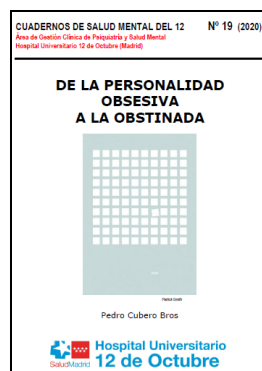 CUADERNOS DE SALUD MENTAL DEL 12 Nº 19 (2020)
Área de Gestión Clínica de Psiquiatría y Salud Mental
Hospital Universitario 12 de Octubre (Madrid)
DE LA PERSONALIDAD
OBSESIVA
A LA OBSTINADA
Pedro Cubero Bros
Hospital Universitario
12 de Octubre
SaludMadrid